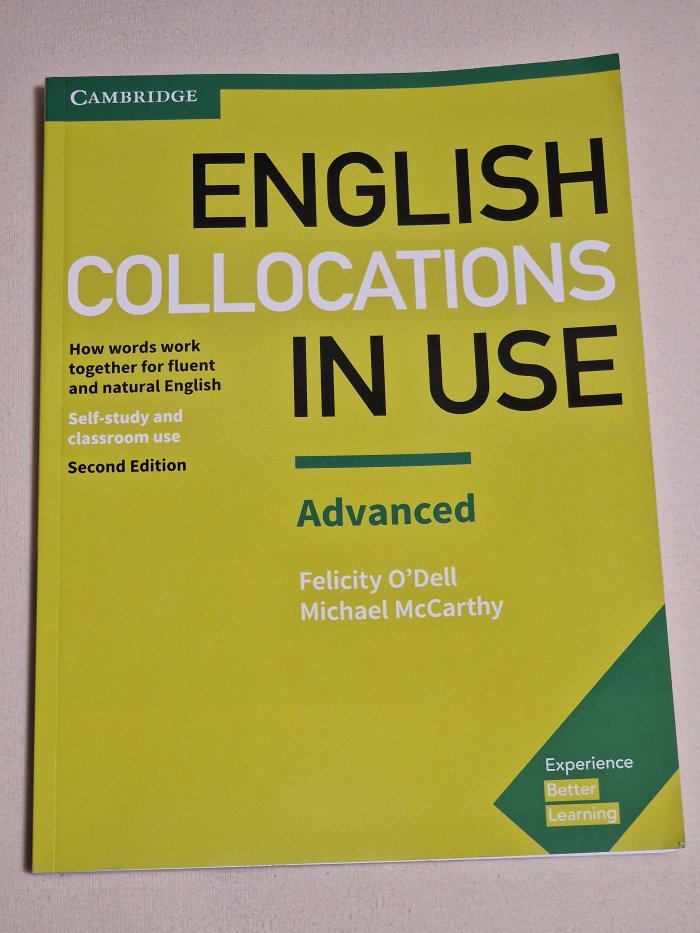 CAMBRIDGE
ENGLISH
COLLOCATIONS
IN USE
How words work
together for fluent
and natural English
Self-study and
classroom use
Second Edition
Advanced
Felicity O'Dell
Michael McCarthy
Experience
Better
Learning